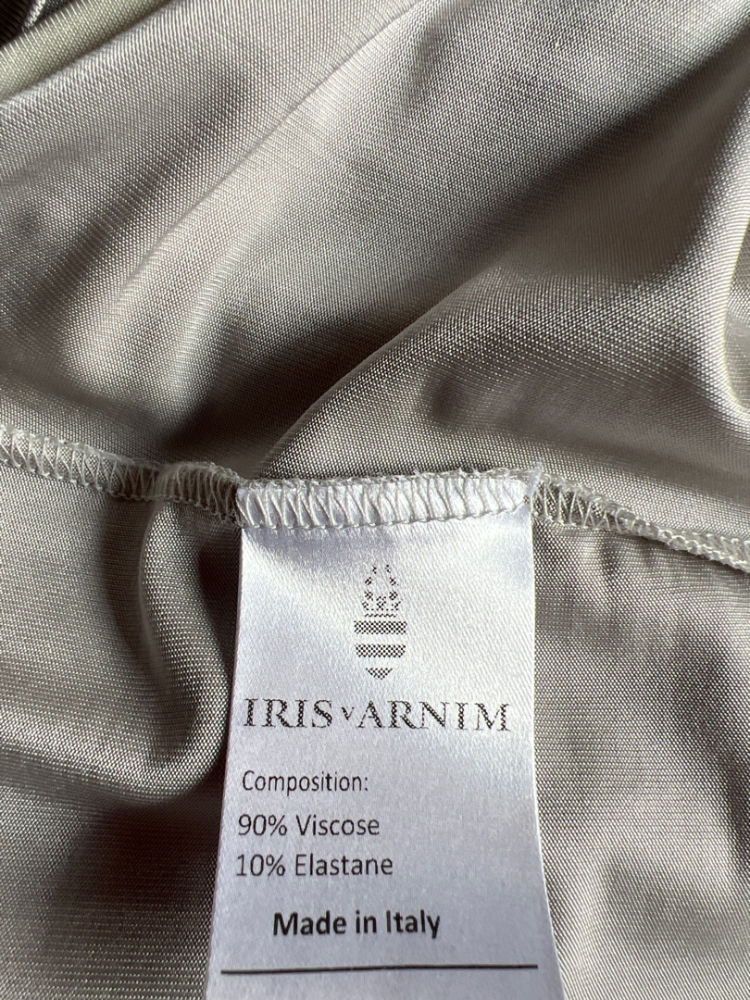 IRIS v ARNIM
Composition:
90% Viscose
10% Elastane
Made in Italy